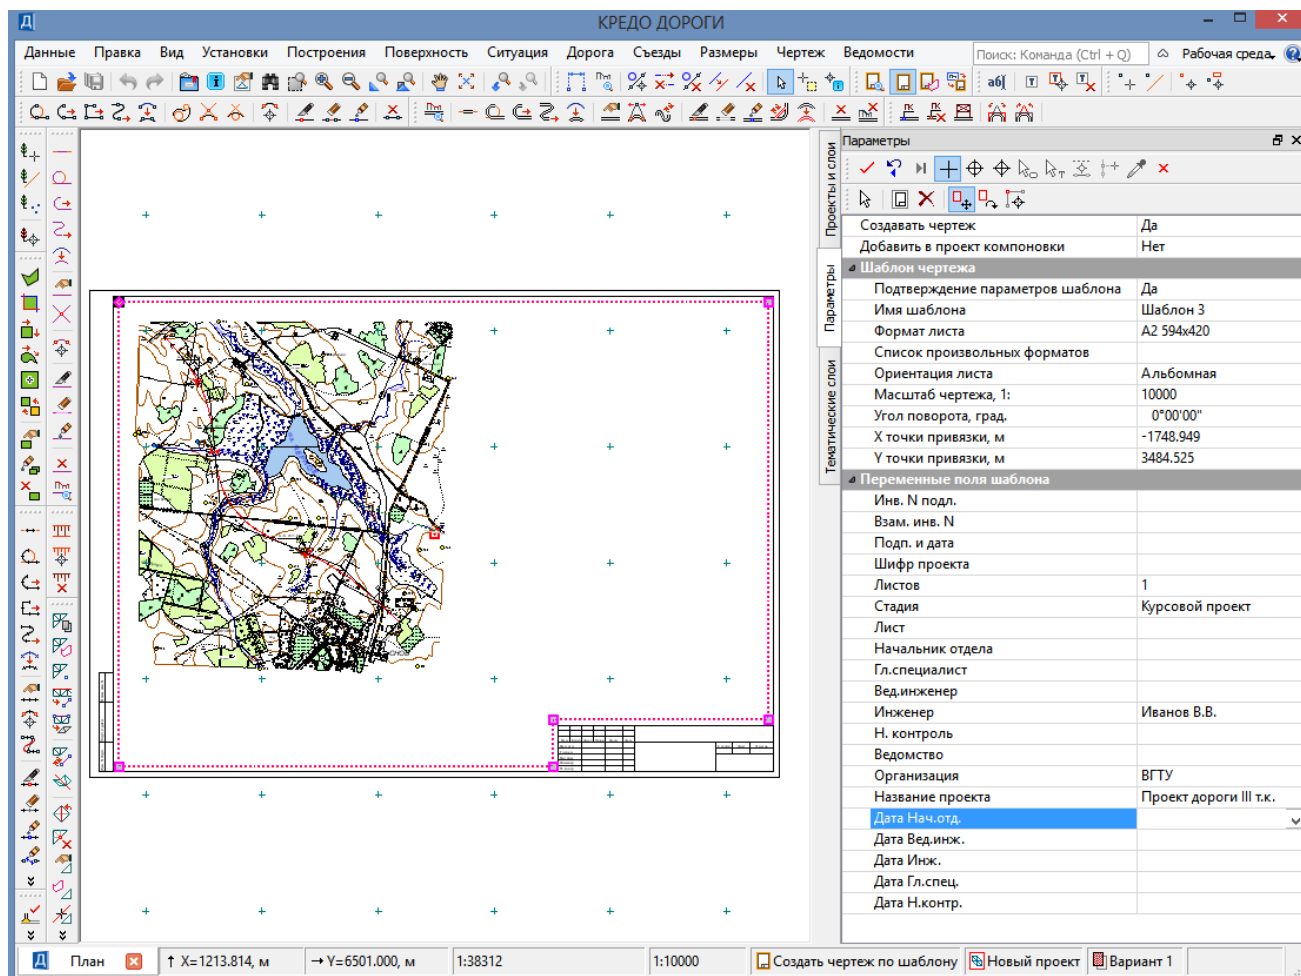 КРЕДО ДОРОГИ
Данные Правка Вид Установки Построения Поверхность Ситуация Дорога Съезды Размеры Чертеж Ведомости Поиск: Команда (Ctrl + Q) Рабочая среда
Параметры
Проекты и слои
Параметры
Тематические слои
Создавать чертеж Да
Добавить в проект компоновки Нет
Шаблон чертежа
Подтверждение параметров шаблона Да
Имя шаблона Шаблон 3
Формат листа A2 594x420
Список произвольных форматов
Ориентация листа Альбомная
Масштаб чертежа, 1: 10000
Угол поворота, град. 0°00'00"
X точки привязки, м -1748.949
Y точки привязки, м 3484.525
Переменные поля шаблона
Инв. N подл.
Взам. инв. N
Подп. и дата
Шифр проекта
Листов 1
Стадия Курсовой проект
Лист
Начальник отдела
Гл.специалист
Вед.инженер
Инженер Иванов В.В.
Н. контроль
Ведомство
Организация ВГТУ
Название проекта Проект дороги III т.к.
Дата Нач.отд.
Дата Вед.инж.
Дата Инж.
Дата Гл.спец.
Дата Н.контр.
План X=1213.814, м Y=6501.000, м 1:38312 1:10000 Создать чертеж по шаблону Новый проект Вариант 1